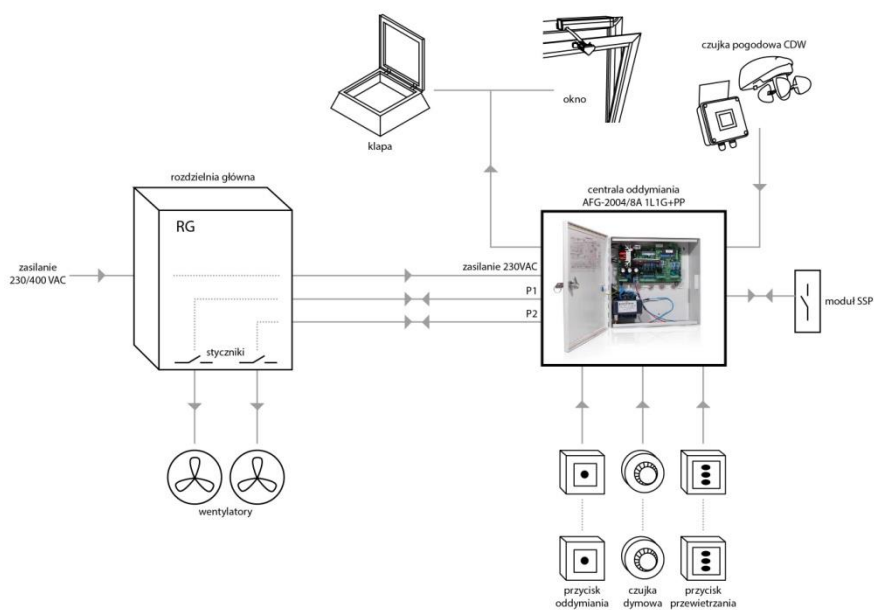 czujka pogodowa CDW
okno
klapa
rozdzielnia główna
centrala oddymiania
AFG-2004/8A 1L1G+PP
RG
zasilanie
230/400 VAC
zasilanie 230VAC
P1
P2
moduł SSP
styczniki
wentylatory
przycisk
oddymiania
czujka
dymowa
przycisk
przewietrzania